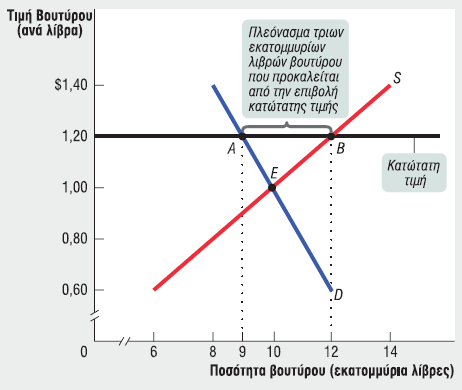 Τιμή Βουτύρου
(ανά λίβρα)
Πλεόνασμα τριων
εκατομμυρίων
λιβρών βουτύρου
που προκαλείται
από την επιβολή
κατώτατης τιμής
$1,40
S
1,20
A
B
Κατώτατη
τιμή
E
1,00
0,80
0,60
D
0
6
8
9
10
12
14
Ποσότητα βουτύρου (εκατομμύρια λίβρες)